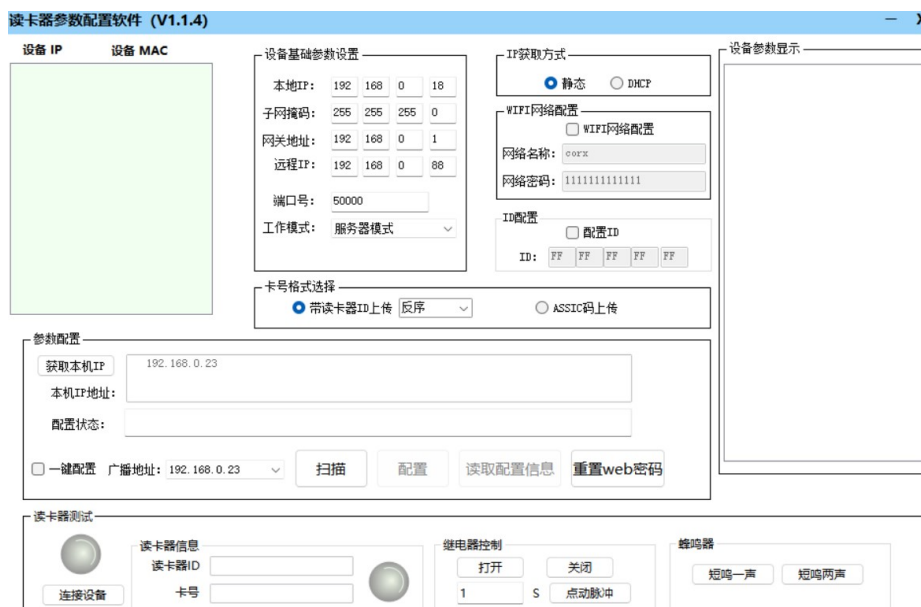 读卡器参数配置软件 (V1.1.4)
设备 IP 设备 MAC
设备基础参数设置
本地IP: 192 168 0 18
子网掩码: 255 255 255 0
网关地址: 192 168 0 1
远程IP: 192 168 0 88
端口号: 50000
工作模式: 服务器模式
IP获取方式
静态 DHCP
WIFI网络配置
WIFI网络配置
网络名称: corx
网络密码: 1111111111111
ID配置
配置ID
ID: FF FF FF FF FF
设备参数显示
卡号格式选择
带读卡器ID上传 反序 ASSIC码上传
参数配置
获取本机IP 192.168.0.23
本机IP地址:
配置状态:
一键配置 广播地址: 192.168.0.23 扫描 配置 读取配置信息 重置web密码
读卡器测试
连接设备
读卡器信息
读卡器ID
卡号
继电器控制
打开 关闭
1 S 点动脉冲
蜂鸣器
短鸣一声 短鸣两声